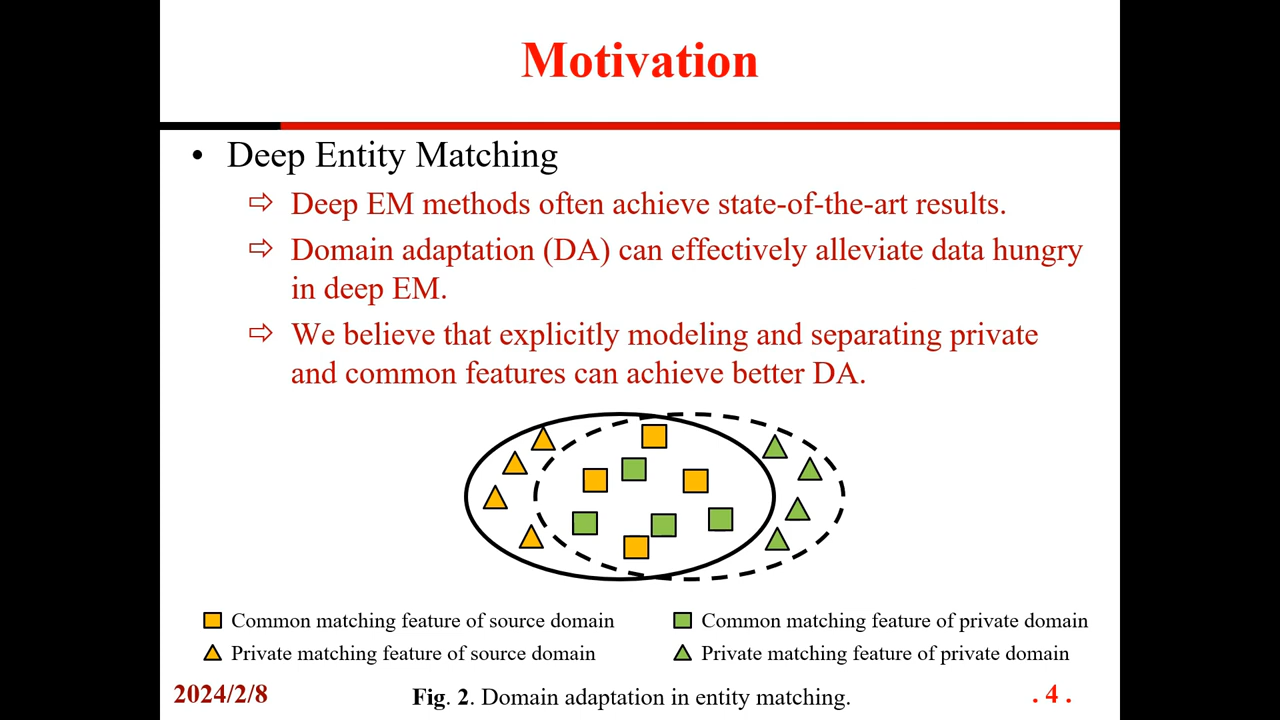 Motivation
• Deep Entity Matching
⇨ Deep EM methods often achieve state-of-the-art results.
⇨ Domain adaptation (DA) can effectively alleviate data hungry
in deep EM.
⇨ We believe that explicitly modeling and separating private
and common features can achieve better DA.
Common matching feature of source domain
Common matching feature of private domain
Private matching feature of source domain
Private matching feature of private domain
2024/2/8
Fig. 2. Domain adaptation in entity matching.
. 4 .